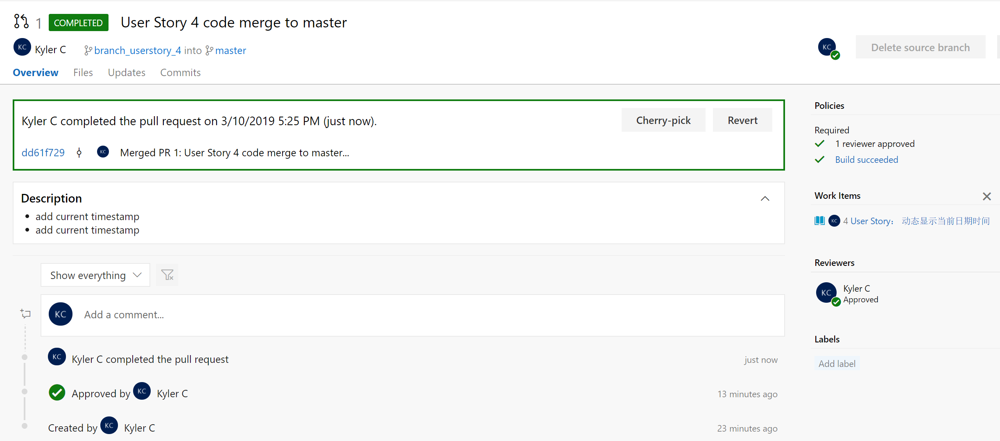 1 COMPLETED User Story 4 code merge to master
KC Kyler C branch_userstory_4 into master
KC Delete source branch
Overview Files Updates Commits
Kyler C completed the pull request on 3/10/2019 5:25 PM (just now).
Cherry-pick Revert
dd61f729 KC Merged PR 1: User Story 4 code merge to master...
Description
• add current timestamp
• add current timestamp
Show everything
KC Add a comment...
KC Kyler C completed the pull request just now
Approved by KC Kyler C 13 minutes ago
Created by KC Kyler C 23 minutes ago
Policies
Required
1 reviewer approved
Build succeeded
Work Items
KC 4 User Story： 动态显示当前日期时间
Reviewers
KC Kyler C
Approved
Labels
Add label